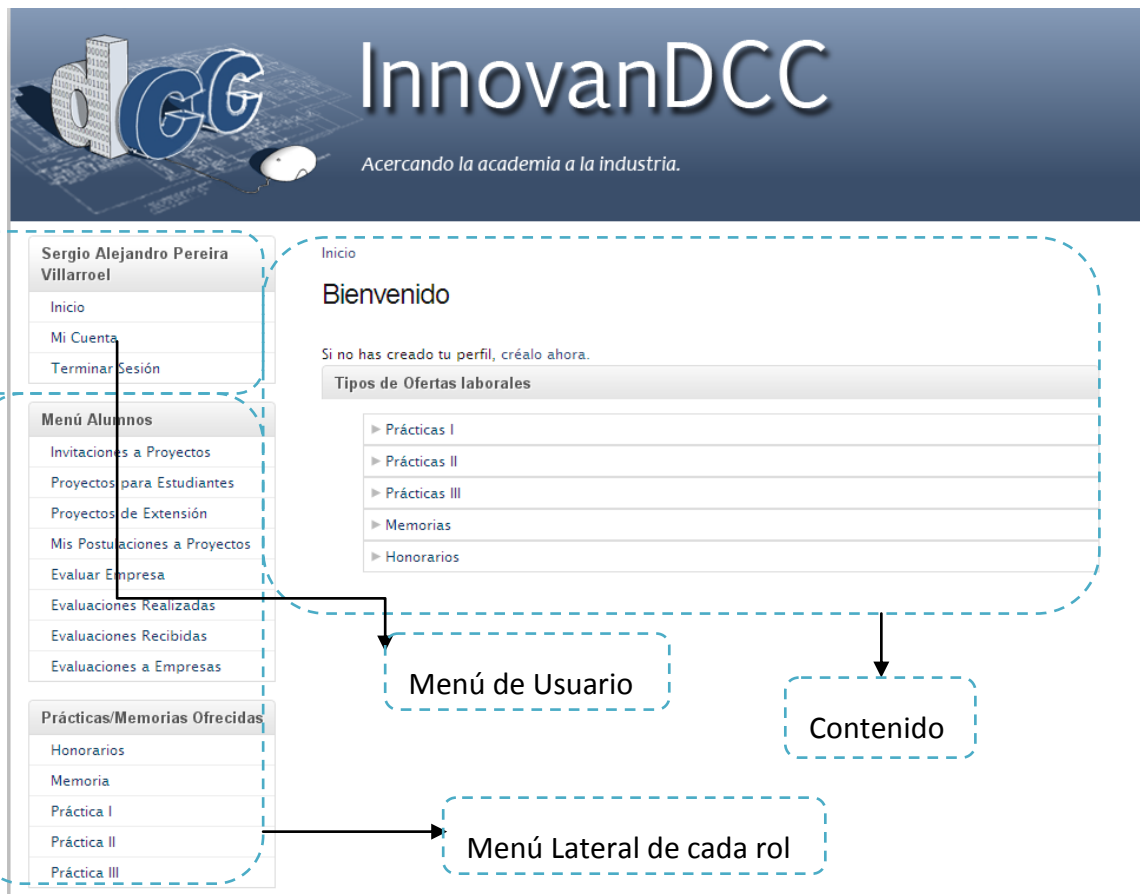 dCC
InnovanDCC
Acercando la academia a la industria.
Sergio Alejandro Pereira
Villarroel
Inicio
Mi Cuenta
Terminar Sesión
Menú Alumnos
Invitaciones a Proyectos
Proyectos para Estudiantes
Proyectos de Extensión
Mis Postulaciones a Proyectos
Evaluar Empresa
Evaluaciones Realizadas
Evaluaciones Recibidas
Evaluaciones a Empresas
Prácticas/Memorias Ofrecidas
Honorarios
Memoria
Práctica I
Práctica II
Práctica III
Inicio
Bienvenido
Si no has creado tu perfil, créalo ahora.
Tipos de Ofertas laborales
Prácticas I
Prácticas II
Prácticas III
Memorias
Honorarios
Menú de Usuario
Contenido
Menú Lateral de cada rol